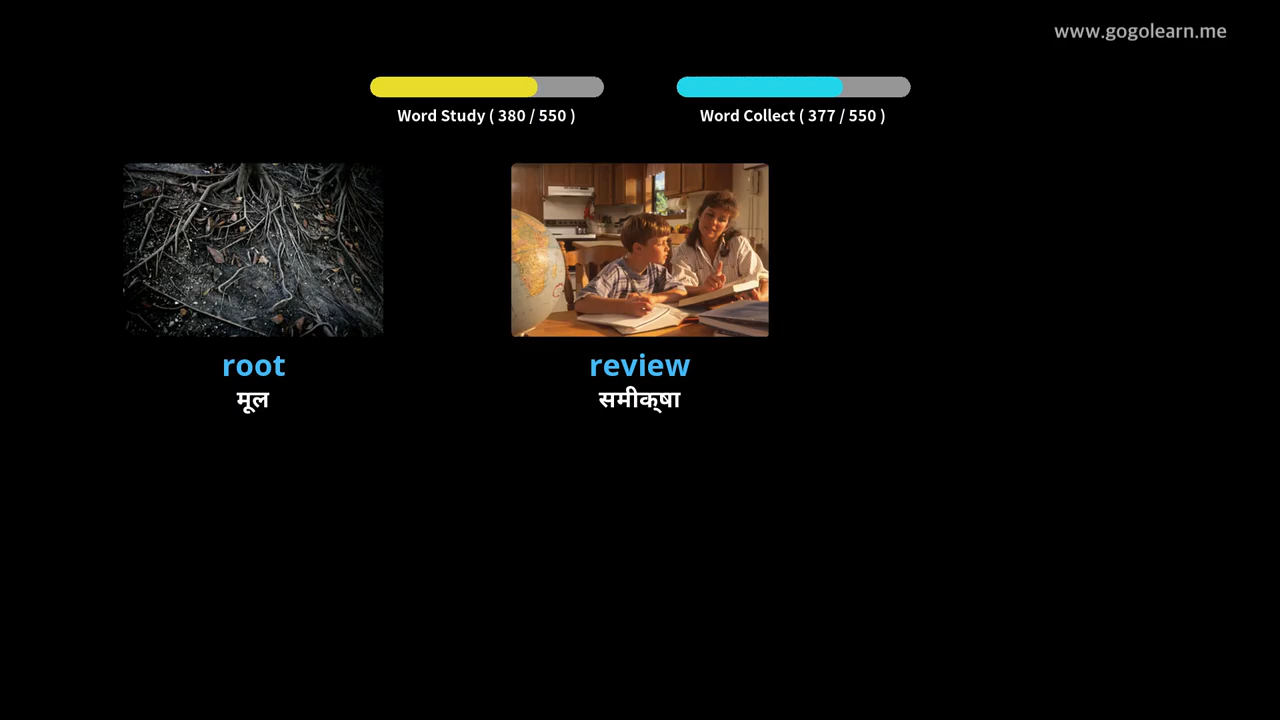 www.gogolearn.me
Word Study ( 380 / 550 )
Word Collect ( 377 / 550 )
root
मूल
review
समीक्षा